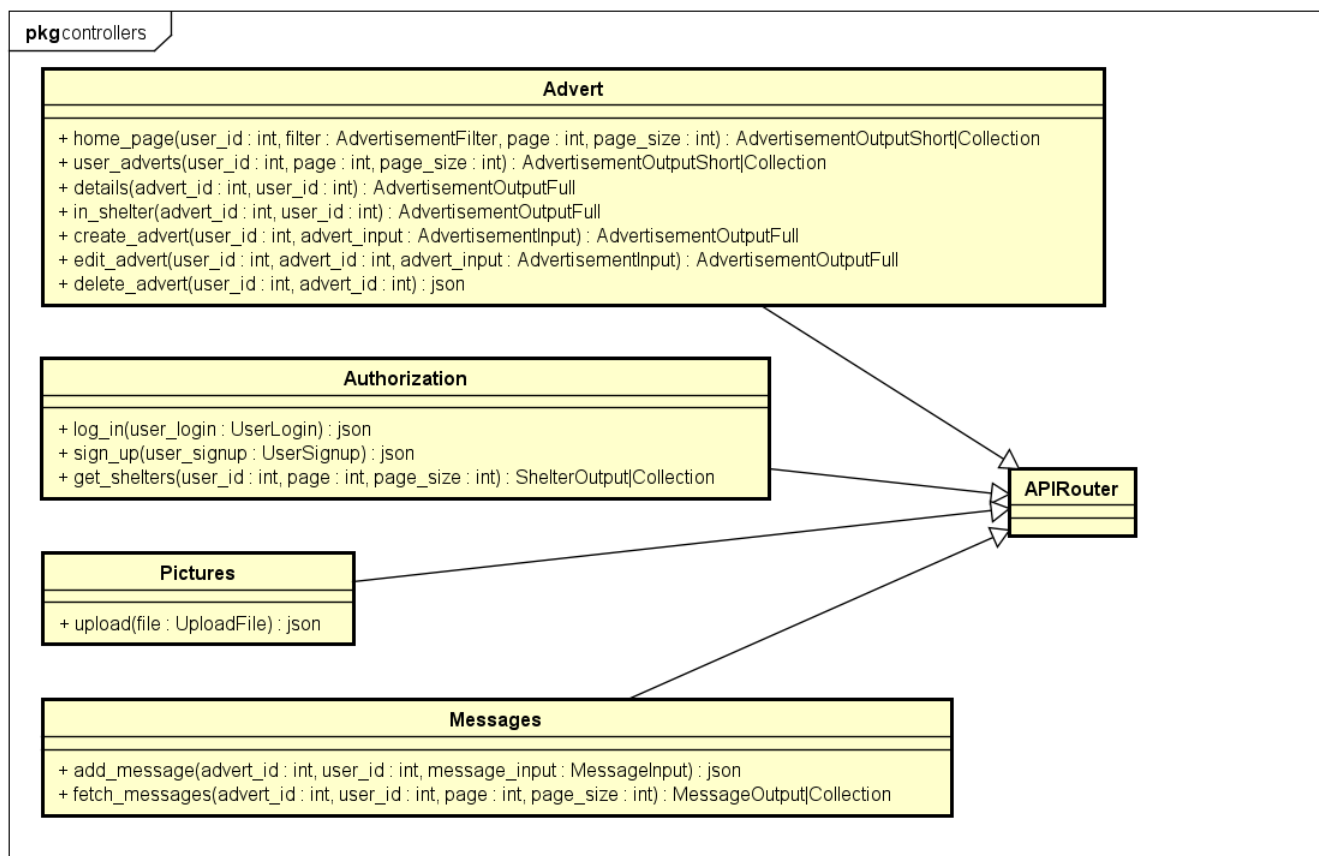 pkg controllers
Advert
+ home_page(user_id : int, filter : AdvertisementFilter, page : int, page_size : int) : AdvertisementOutputShort|Collection
+ user_adverts(user_id : int, page : int, page_size : int) : AdvertisementOutputShort|Collection
+ details(advert_id : int, user_id : int) : AdvertisementOutputFull
+ in_shelter(advert_id : int, user_id : int) : AdvertisementOutputFull
+ create_advert(user_id : int, advert_input : AdvertisementInput) : AdvertisementOutputFull
+ edit_advert(user_id : int, advert_id : int, advert_input : AdvertisementInput) : AdvertisementOutputFull
+ delete_advert(user_id : int, advert_id : int) : json
Authorization
+ log_in(user_login : UserLogin) : json
+ sign_up(user_signup : UserSignup) : json
+ get_shelters(user_id : int, page : int, page_size : int) : ShelterOutput|Collection
APIRouter
Pictures
+ upload(file : UploadFile) : json
Messages
+ add_message(advert_id : int, user_id : int, message_input : MessageInput) : json
+ fetch_messages(advert_id : int, user_id : int, page : int, page_size : int) : MessageOutput|Collection